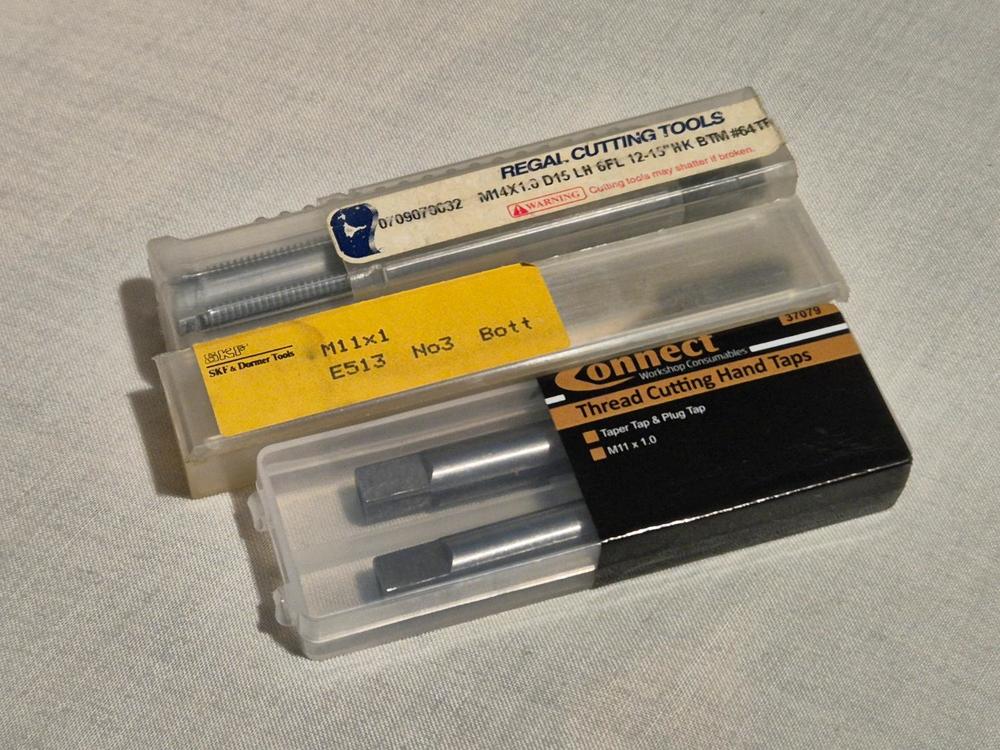 REGAL CUTTING TOOLS
0709070032 M14X1.0 D15 LH 6FL 12-15°HK BTM #64TP
WARNING Cutting tools may shatter if broken.
SKF & Dormer Tools
M11x1
E513 No3 Bott
37079
Connect
Workshop Consumables
Thread Cutting Hand Taps
Taper Tap & Plug Tap
M11 x 1.0